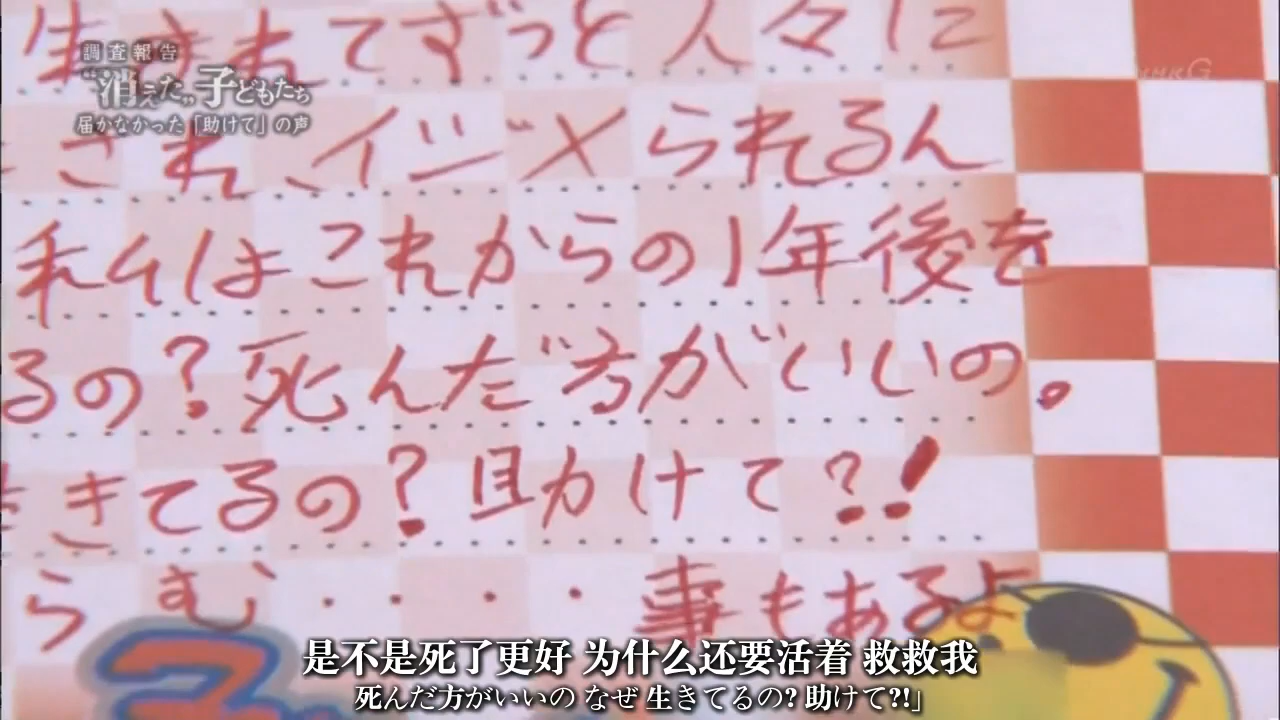 調査報告
“消えた„子どもたち
届かなかった「助けて」の声
NHKG
生まれてずっと人々に
され、イジメられるん
私はこれからの1年後を
るの?死んだ方がいいの。
きてるの?助けて?!
らむ・・・・事もあるよ
是不是死了更好 为什么还要活着 救救我
死んだ方がいいの なぜ 生きてるの? 助けて?!」